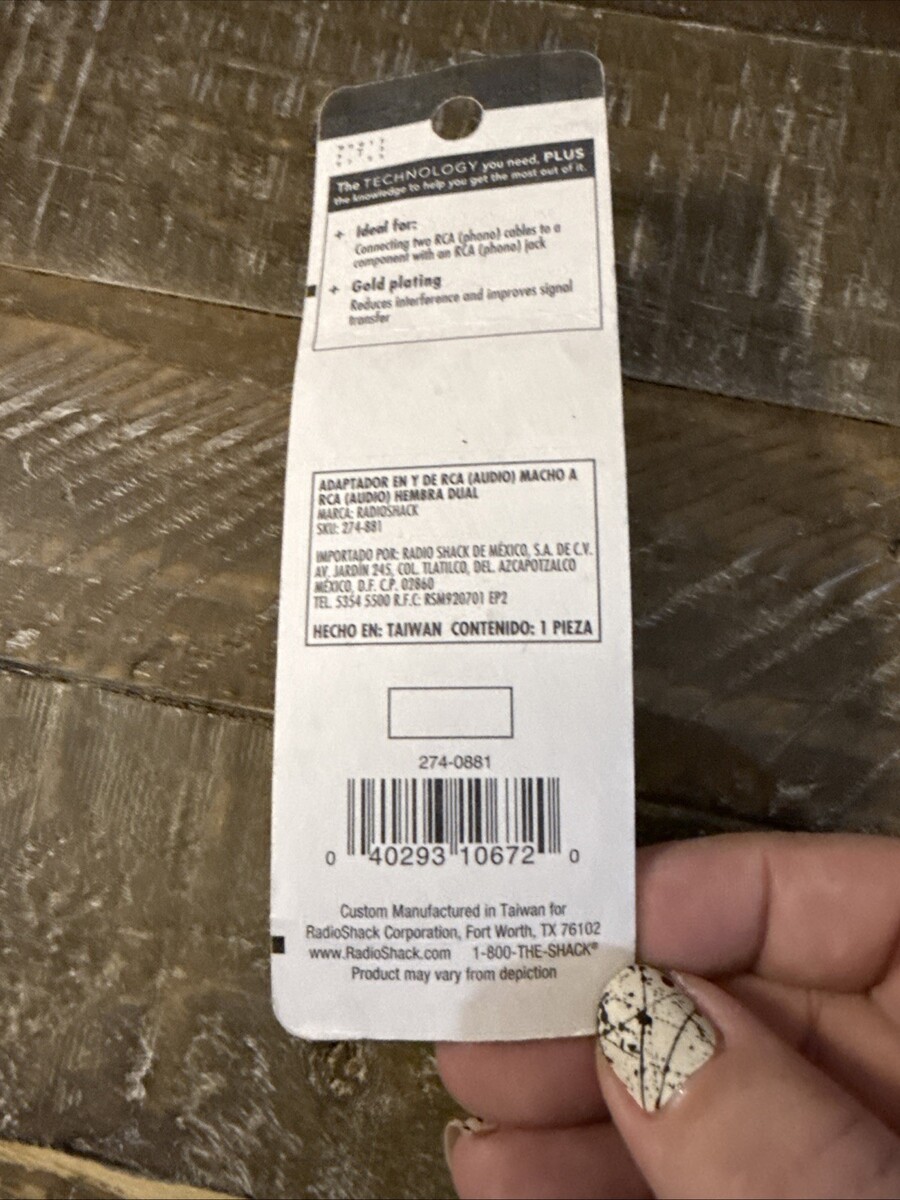 The TECHNOLOGY you need, PLUS
the knowledge to help you get the most out of it.
+ Ideal for:
Connecting two RCA (phono) cables to a
component with an RCA (phono) jack
+ Gold plating
Reduces interference and improves signal
transfer
ADAPTADOR EN Y DE RCA (AUDIO) MACHO A
RCA (AUDIO) HEMBRA DUAL
MARCA: RADIOSHACK
SKU: 274-881
IMPORTADO POR: RADIO SHACK DE MÉXICO, S.A. DE C.V.
AV. JARDÍN 245, COL. TLATILCO, DEL. AZCAPOTZALCO
MÉXICO, D.F. C.P. 02860
TEL. 5354 5500 R.F.C: RSM920701 EP2
HECHO EN: TAIWAN CONTENIDO: 1 PIEZA
274-0881
0 40293 10672 0
Custom Manufactured in Taiwan for
RadioShack Corporation, Fort Worth, TX 76102
www.RadioShack.com 1-800-THE-SHACK®
Product may vary from depiction